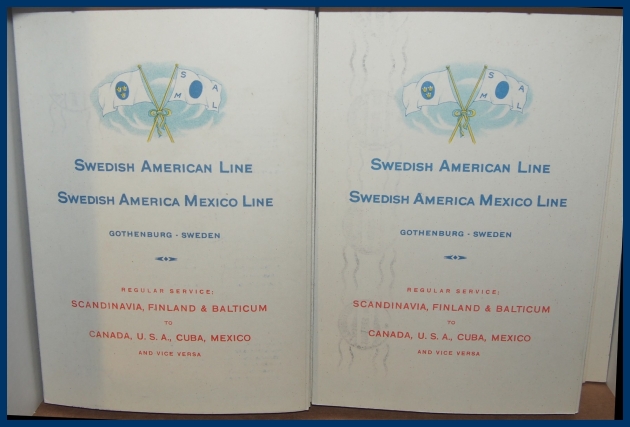 S A
M L
SWEDISH AMERICAN LINE
SWEDISH AMERICA MEXICO LINE
GOTHENBURG - SWEDEN
REGULAR SERVICE:
SCANDINAVIA, FINLAND & BALTICUM
TO
CANADA, U. S. A., CUBA, MEXICO
AND VICE VERSA
S A
M L
SWEDISH AMERICAN LINE
SWEDISH AMERICA MEXICO LINE
GOTHENBURG - SWEDEN
REGULAR SERVICE:
SCANDINAVIA, FINLAND & BALTICUM
TO
CANADA, U. S. A., CUBA, MEXICO
AND VICE VERSA